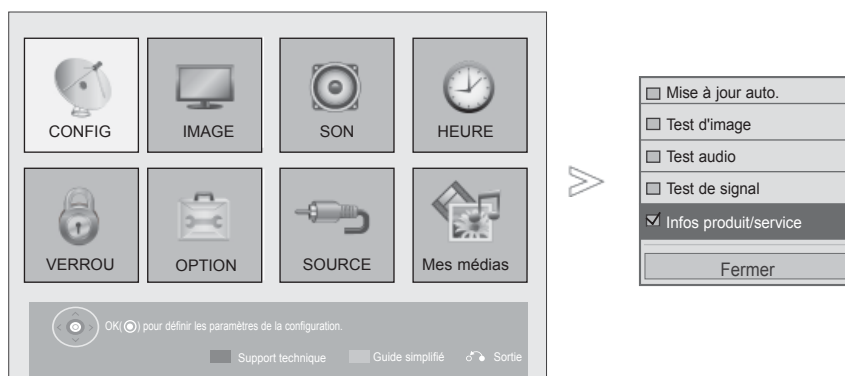 CONFIG
IMAGE
SON
HEURE
VERROU
OPTION
SOURCE
Mes médias
OK(◉) pour définir les paramètres de la configuration.
Support technique
Guide simplifié
Sortie
Mise à jour auto.
Test d'image
Test audio
Test de signal
Infos produit/service
Fermer